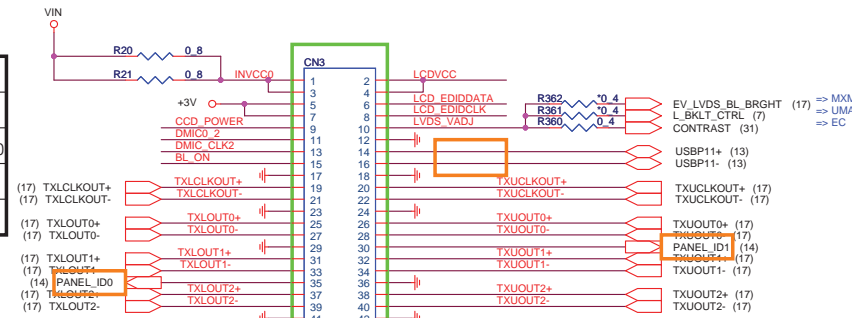 VIN
R20 0_8
CN3
R21 0_8 INVCC0 1 2 LCDVCC
3 4
+3V 5 6 LCD_EDIDDATA R362 *0_4 EV_LVDS_BL_BRGHT (17) => MXM
7 8 LCD_EDIDCLK R361 *0_4 L_BKLT_CTRL (7) => UMA
CCD_POWER 9 10 LVDS_VADJ R360 0_4 CONTRAST (31) => EC
DMIC0_2 11 12
DMIC_CLK2 13 14 USBP11+ (13)
BL_ON 15 16 USBP11- (13)
17 18
(17) TXLCLKOUT+ TXLCLKOUT+ 19 20 TXUCLKOUT+ TXUCLKOUT+ (17)
(17) TXLCLKOUT- TXLCLKOUT- 21 22 TXUCLKOUT- TXUCLKOUT- (17)
23 24
(17) TXLOUT0+ TXLOUT0+ 25 26 TXUOUT0+ TXUOUT0+ (17)
(17) TXLOUT0- TXLOUT0- 27 28 TXUOUT0- TXUOUT0- (17)
29 30 PANEL_ID1 (14)
(17) TXLOUT1+ TXLOUT1+ 31 32 TXUOUT1+ TXUOUT1+ (17)
(17) TXLOUT1- TXLOUT1- 33 34 TXUOUT1- TXUOUT1- (17)
(14) PANEL_ID0 35 36
(17) TXLOUT2+ TXLOUT2+ 37 38 TXUOUT2+ TXUOUT2+ (17)
(17) TXLOUT2- TXLOUT2- 39 40 TXUOUT2- TXUOUT2- (17)